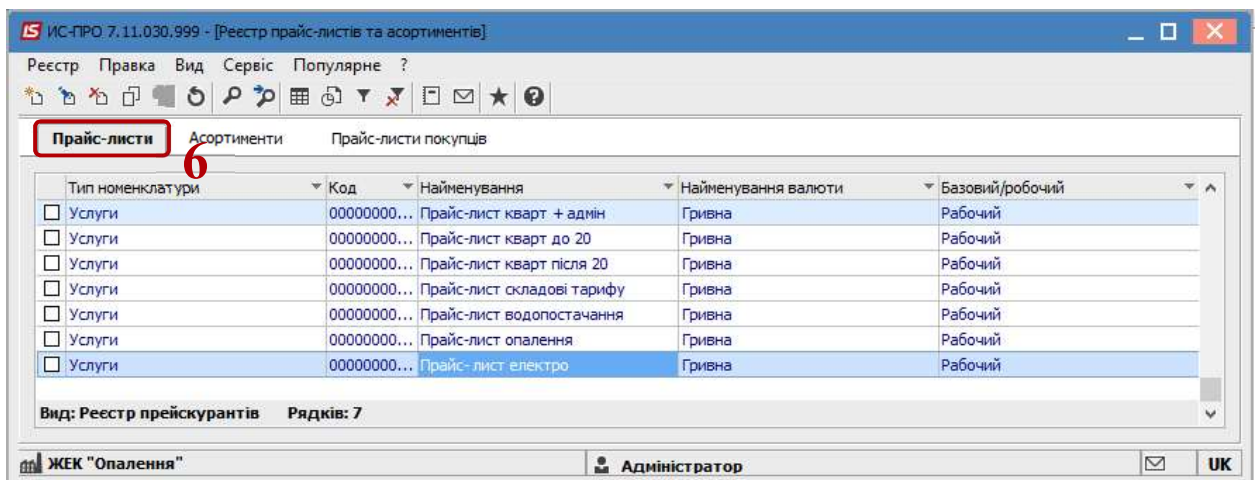 ИС-ПРО 7.11.030.999 - [Реєстр прайс-листів та асортиментів]
Реєстр Правка Вид Сервіс Популярне ?
Прайс-листи Асортименти Прайс-листи покупців
6
Тип номенклатури Код Найменування Найменування валюти Базовий/робочий
Услуги 00000000... Прайс-лист кварт + адмін Гривна Рабочий
Услуги 00000000... Прайс-лист кварт до 20 Гривна Рабочий
Услуги 00000000... Прайс-лист кварт після 20 Гривна Рабочий
Услуги 00000000... Прайс-лист складові тарифу Гривна Рабочий
Услуги 00000000... Прайс-лист водопостачання Гривна Рабочий
Услуги 00000000... Прайс-лист опалення Гривна Рабочий
Услуги 00000000... Прайс- лист електро Гривна Рабочий
Вид: Реєстр прейскурантів Рядків: 7
ЖЕК "Опалення" Адміністратор UK